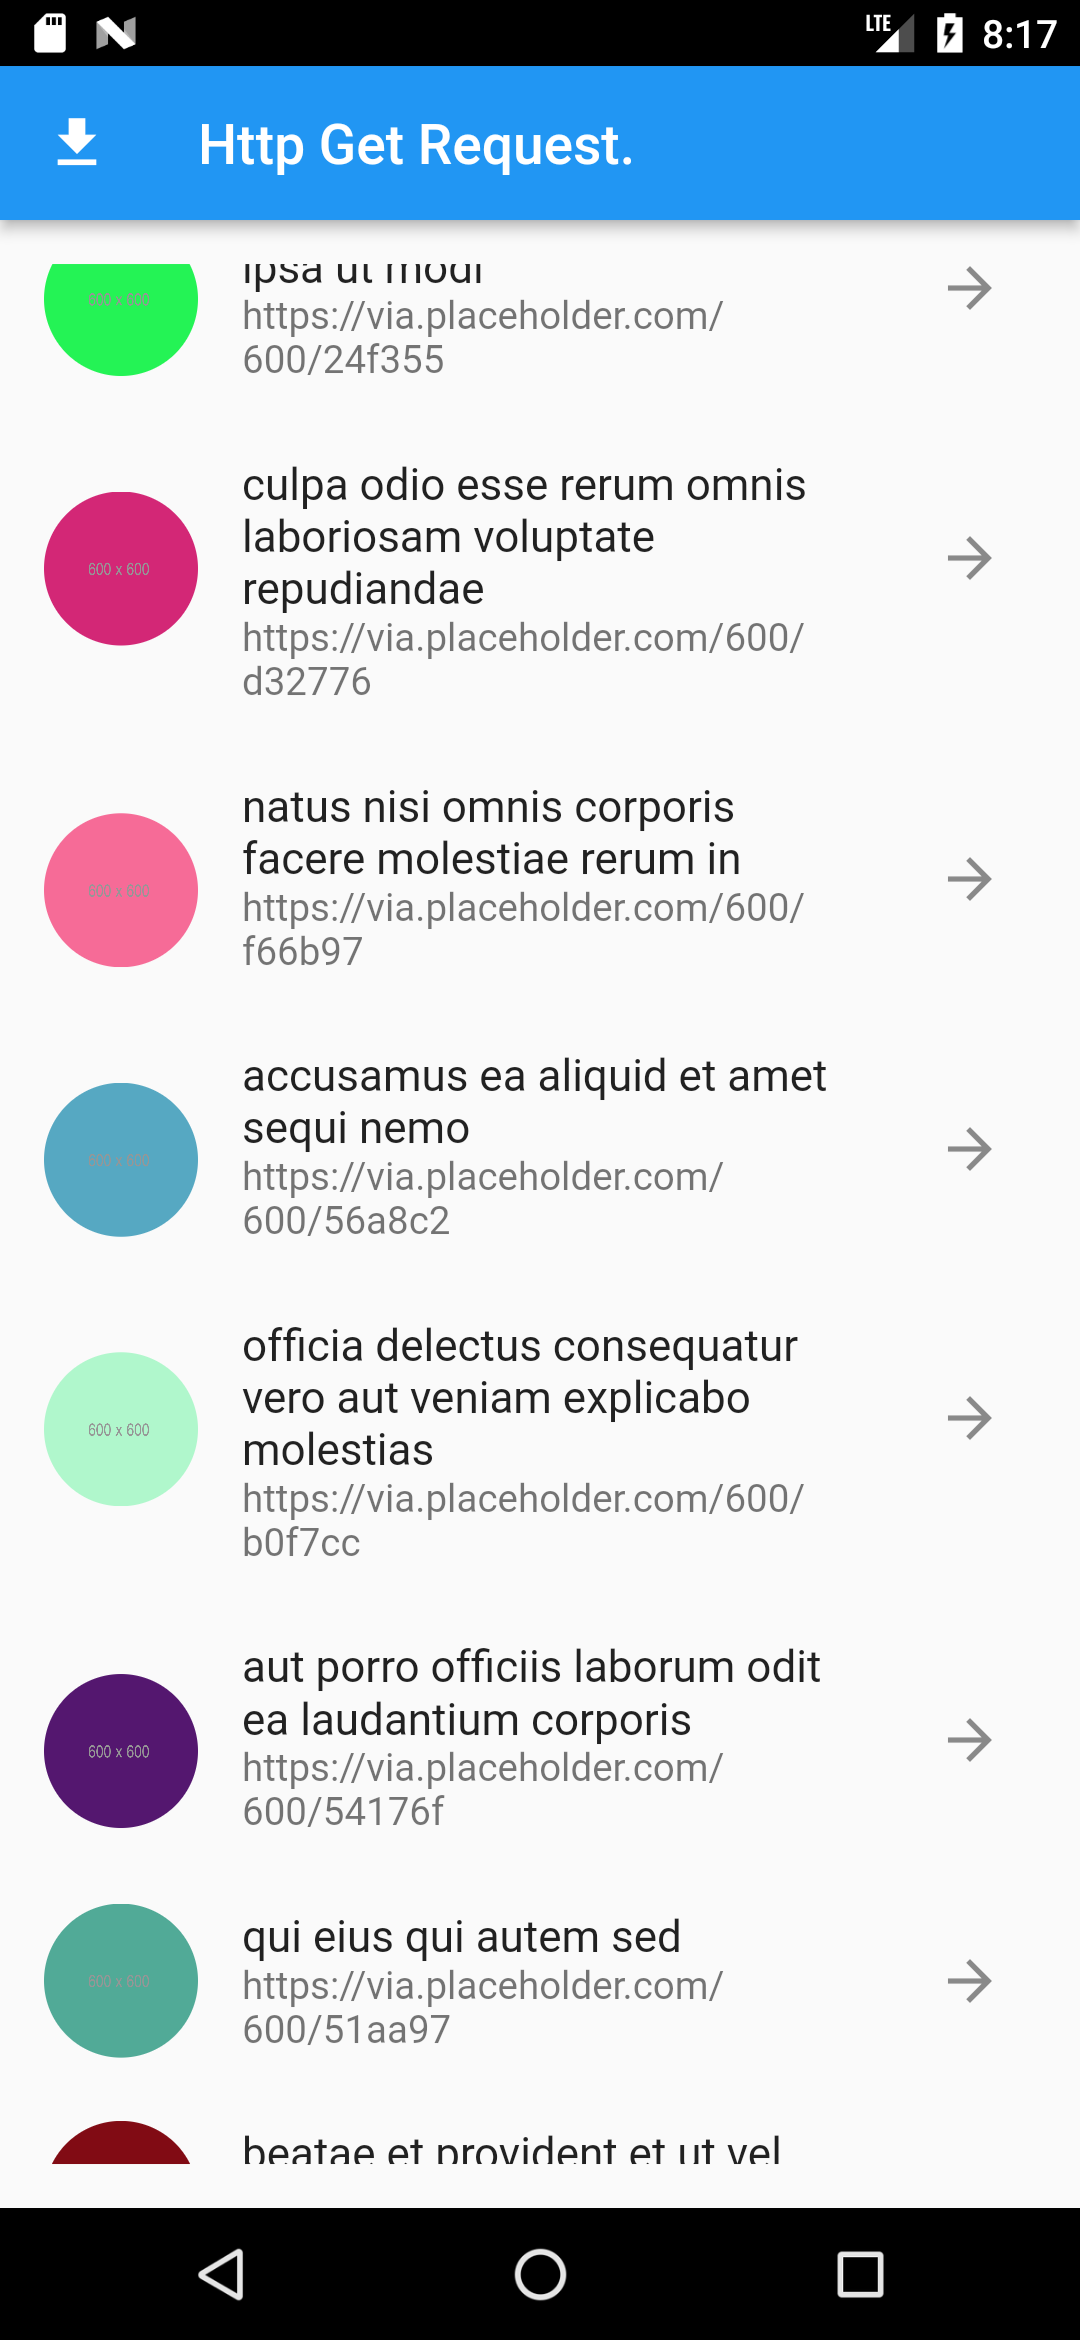 LTE 8:17
Http Get Request.
600 x 600
ipsa ut modi
https://via.placeholder.com/
600/24f355
culpa odio esse rerum omnis
laboriosam voluptate
repudiandae
600 x 600
https://via.placeholder.com/600/
d32776
natus nisi omnis corporis
facere molestiae rerum in
600 x 600
https://via.placeholder.com/600/
f66b97
accusamus ea aliquid et amet
sequi nemo
600 x 600
https://via.placeholder.com/
600/56a8c2
officia delectus consequatur
vero aut veniam explicabo
600 x 600
molestias
https://via.placeholder.com/600/
b0f7cc
aut porro officiis laborum odit
ea laudantium corporis
600 x 600
https://via.placeholder.com/
600/54176f
qui eius qui autem sed
600 x 600
https://via.placeholder.com/
600/51aa97
beatae et provident et ut vel